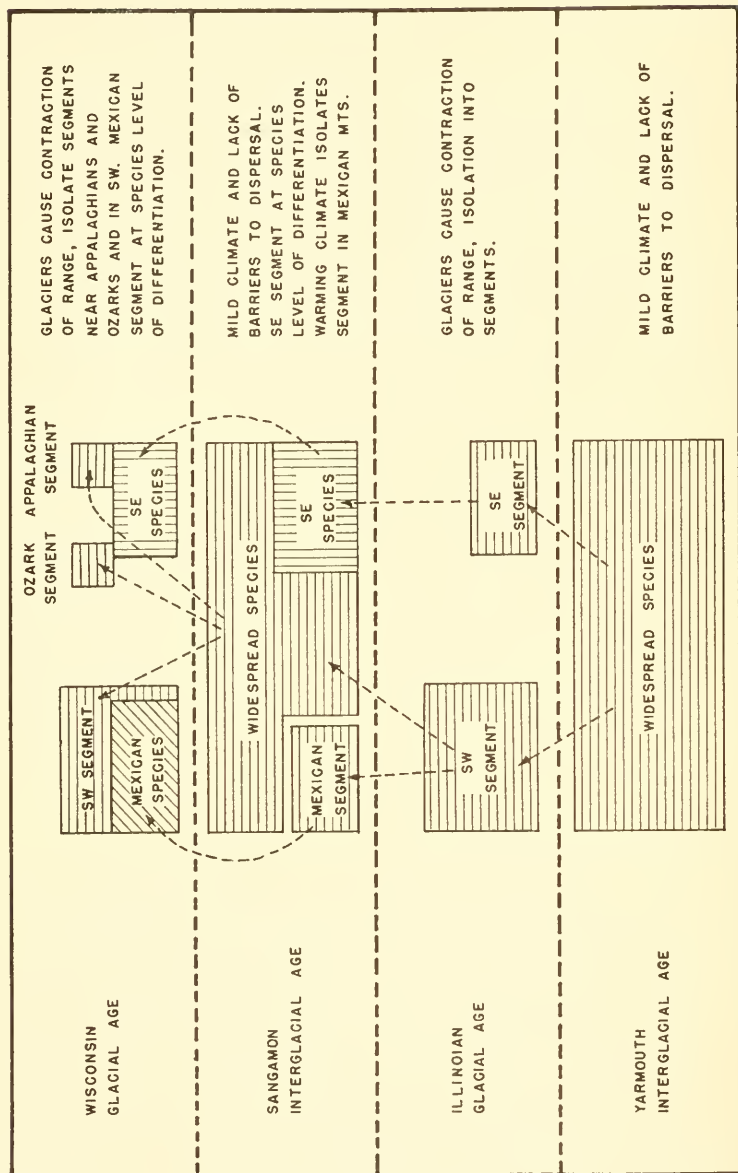 WISCONSIN
GLACIAL AGE
SW SEGMENT
MEXICAN
SPECIES
OZARK
SEGMENT
APPALACHIAN
SEGMENT
SE
SPECIES
GLACIERS CAUSE CONTRACTION
OF RANGE, ISOLATE SEGMENTS
NEAR APPALACHIANS AND
OZARKS AND IN SW. MEXICAN
SEGMENT AT SPECIES LEVEL
OF DIFFERENTIATION.
SANGAMON
INTERGLACIAL AGE
WIDESPREAD SPECIES
MEXICAN
SEGMENT
SE
SPECIES
MILD CLIMATE AND LACK OF
BARRIERS TO DISPERSAL.
SE SEGMENT AT SPECIES
LEVEL OF DIFFERENTIATION.
WARMING CLIMATE ISOLATES
SEGMENT IN MEXICAN MTS.
ILLINOIAN
GLACIAL AGE
SW
SEGMENT
SE
SEGMENT
GLACIERS CAUSE CONTRACTION
OF RANGE, ISOLATION INTO
SEGMENTS.
YARMOUTH
INTERGLACIAL AGE
WIDESPREAD SPECIES
MILD CLIMATE AND LACK OF
BARRIERS TO DISPERSAL.